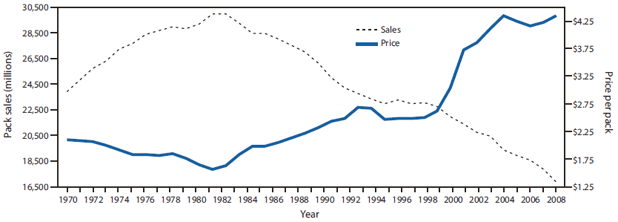 30,500
28,500
26,500
24,500
22,500
20,500
18,500
16,500
Pack sales (millions)
Sales
Price
$4.25
$3.75
$3.25
$2.75
$2.25
$1.75
$1.25
Price per pack
1970 1972 1974 1976 1978 1980 1982 1984 1986 1988 1990 1992 1994 1996 1998 2000 2002 2004 2006 2008
Year